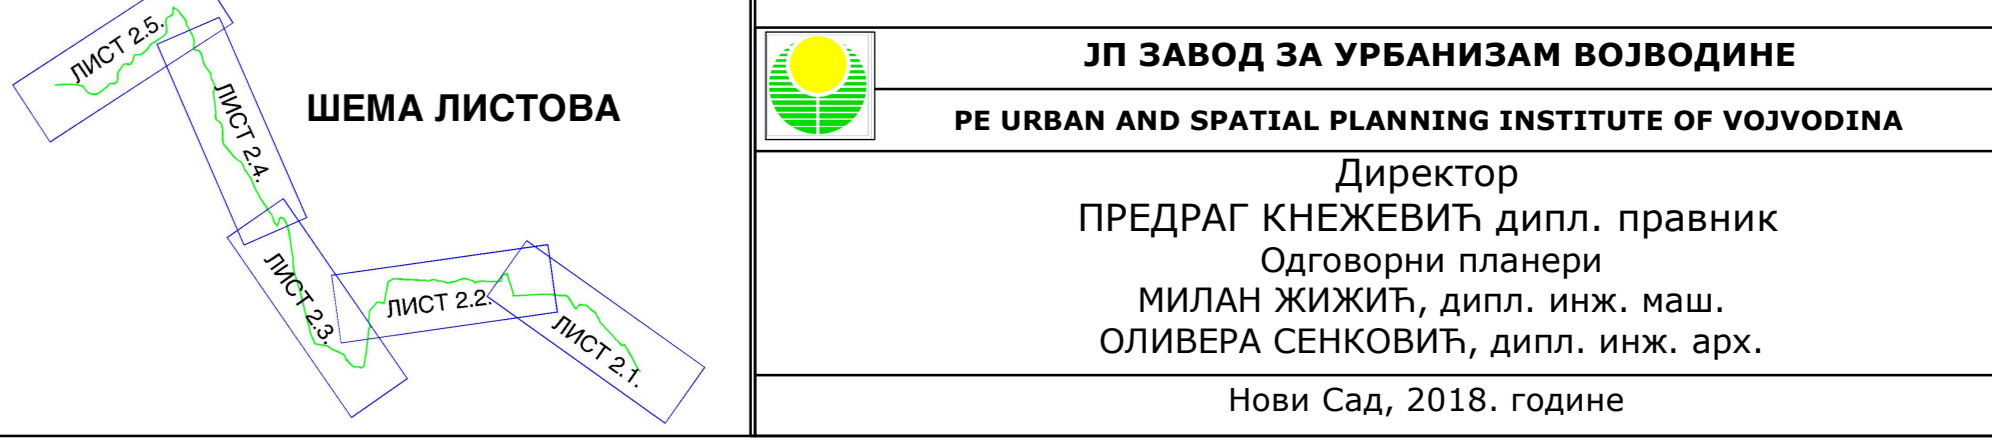 ЛИСТ 2.5.
ЛИСТ 2.4.
ШЕМА ЛИСТОВА
ЛИСТ 2.3.
ЛИСТ 2.2.
ЛИСТ 2.1.
ЈП ЗАВОД ЗА УРБАНИЗАМ ВОЈВОДИНЕ
PE URBAN AND SPATIAL PLANNING INSTITUTE OF VOJVODINA
Директор
ПРЕДРАГ КНЕЖЕВИЋ дипл. правник
Одговорни планери
МИЛАН ЖИЖИЋ, дипл. инж. маш.
ОЛИВЕРА СЕНКОВИЋ, дипл. инж. арх.
Нови Сад, 2018. године